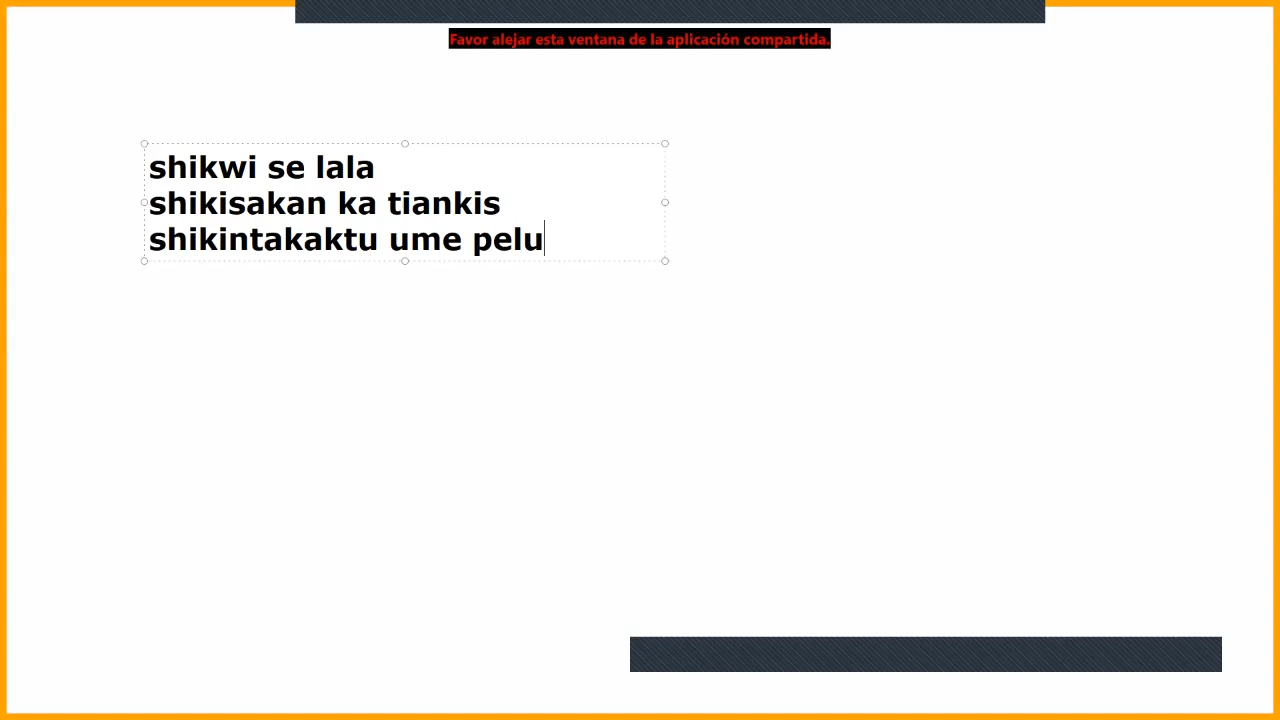 Favor alejar esta ventana de la aplicación compartida.
shikwi se lala
shikisakan ka tiankis
shikintakaktu ume pelu